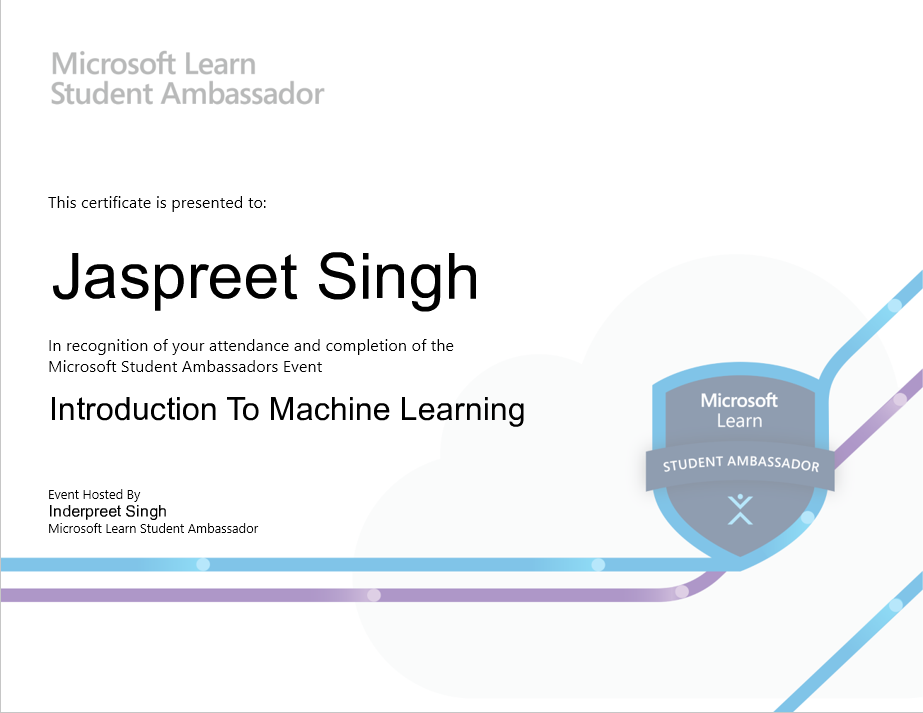 Microsoft Learn
Student Ambassador
This certificate is presented to:
Jaspreet Singh
In recognition of your attendance and completion of the
Microsoft Student Ambassadors Event
Introduction To Machine Learning
Microsoft
Learn
STUDENT AMBASSADOR
Event Hosted By
Inderpreet Singh
Microsoft Learn Student Ambassador